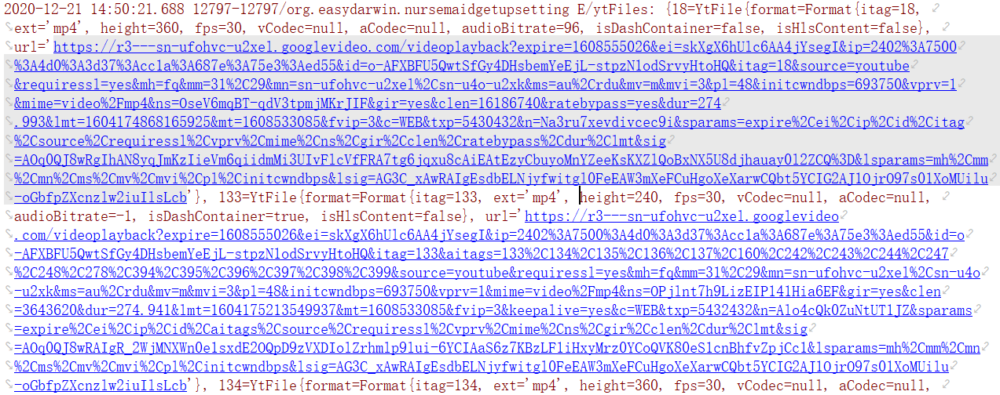 2020-12-21 14:50:21.688 12797-12797/org.easydarwin.nursemaidgetupsetting E/ytFiles: {18=YtFile{format=Format{itag=18,
ext='mp4', height=360, fps=30, vCodec=null, aCodec=null, audioBitrate=96, isDashContainer=false, isHlsContent=false},
url='https://r3---sn-ufohvc-u2xel.googlevideo.com/videoplayback?expire=1608555026&ei=skXgX6hUlc6AA4jYsegI&ip=2402%3A7500
%3A4d0%3A3d37%3Acc1a%3A687e%3A75e3%3Aed55&id=o-AFXBFU5QwtSfGy4DHsbemYeEjL-stpzNlodSrvyHtoHQ&itag=18&source=youtube
&requiressl=yes&mh=fq&mm=31%2C29&mn=sn-ufohvc-u2xel%2Csn-u4o-u2xk&ms=au%2Crdu&mv=m&mvi=3&pl=48&initcwndbps=693750&vprv=1
&mime=video%2Fmp4&ns=OseV6mqBT-qdV3tpmjMKrJIF&gir=yes&clen=16186740&ratebypass=yes&dur=274
.993&lmt=1604174868165925&mt=1608533085&fvip=3&c=WEB&txp=5430432&n=Na3ru7xevdivcec9i&sparams=expire%2Cei%2Cip%2Cid%2Citag
%2Csource%2Crequiressl%2Cvprv%2Cmime%2Cns%2Cgir%2Cclen%2Cratebypass%2Cdur%2Clmt&sig
=AOq0QJ8wRgIhAN8yqJmKzIieVm6qiidmMi3UIvFlcVfFRA7tg6jqxu8cAiEAtEzyCbuyoMnYZeeKsKXZlQoBxNX5U8djhauay0l2ZCQ%3D&lsparams=mh%2Cmm
%2Cmn%2Cms%2Cmv%2Cmvi%2Cpl%2Cinitcwndbps&lsig=AG3C_xAwRAIgEsdbELNjyfwitgl0FeEAW3mXeFCuHgoXeXarwCQbt5YCIG2AJlOjrO97s01XoMUilu
-oGbfpZXcnzlw2iuIlsLcb'}, 133=YtFile{format=Format{itag=133, ext='mp4', height=240, fps=30, vCodec=null, aCodec=null,
audioBitrate=-1, isDashContainer=true, isHlsContent=false}, url='https://r3---sn-ufohvc-u2xel.googlevideo
.com/videoplayback?expire=1608555026&ei=skXgX6hUlc6AA4jYsegI&ip=2402%3A7500%3A4d0%3A3d37%3Acc1a%3A687e%3A75e3%3Aed55&id=o
-AFXBFU5QwtSfGy4DHsbemYeEjL-stpzNlodSrvyHtoHQ&itag=133&aitags=133%2C134%2C135%2C136%2C137%2C160%2C242%2C243%2C244%2C247
%2C248%2C278%2C394%2C395%2C396%2C397%2C398%2C399&source=youtube&requiressl=yes&mh=fq&mm=31%2C29&mn=sn-ufohvc-u2xel%2Csn-u4o
-u2xk&ms=au%2Crdu&mv=m&mvi=3&pl=48&initcwndbps=693750&vprv=1&mime=video%2Fmp4&ns=OPjlnt7h9LizEIP141Hia6EF&gir=yes&clen
=3643620&dur=274.941&lmt=1604175213549937&mt=1608533085&fvip=3&keepalive=yes&c=WEB&txp=5432432&n=Alo4cQk0ZuNtUT1JZ&sparams
=expire%2Cei%2Cip%2Cid%2Caitags%2Csource%2Crequiressl%2Cvprv%2Cmime%2Cns%2Cgir%2Cclen%2Cdur%2Clmt&sig
=AOq0QJ8wRAIgR_2WjMNXWn0e1sxdE2OQpD9zVXDIolZrhmlp9lui-6YCIAaS6z7KBzLFliHxyMrz0YCoQVK80eSlcnBhfvZpjCcl&lsparams=mh%2Cmm%2Cmn
%2Cms%2Cmv%2Cmvi%2Cpl%2Cinitcwndbps&lsig=AG3C_xAwRAIgEsdbELNjyfwitgl0FeEAW3mXeFCuHgoXeXarwCQbt5YCIG2AJlOjrO97s01XoMUilu
-oGbfpZXcnzlw2iuIlsLcb'}, 134=YtFile{format=Format{itag=134, ext='mp4', height=360, fps=30, vCodec=null, aCodec=null,